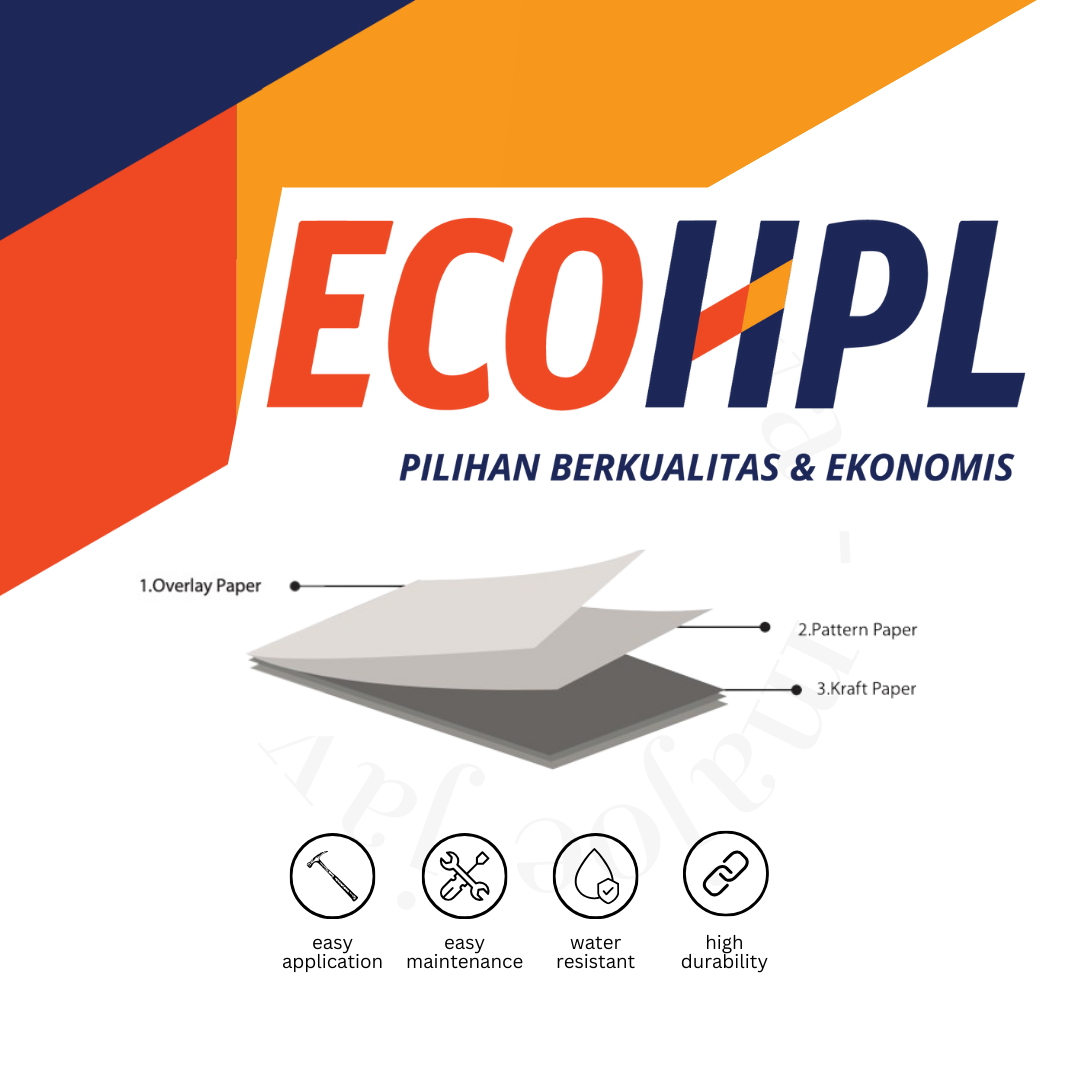 ECOHPL
PILIHAN BERKUALITAS & EKONOMIS
1.Overlay Paper
2.Pattern Paper
3.Kraft Paper
easy
application
easy
maintenance
water
resistant
high
durability